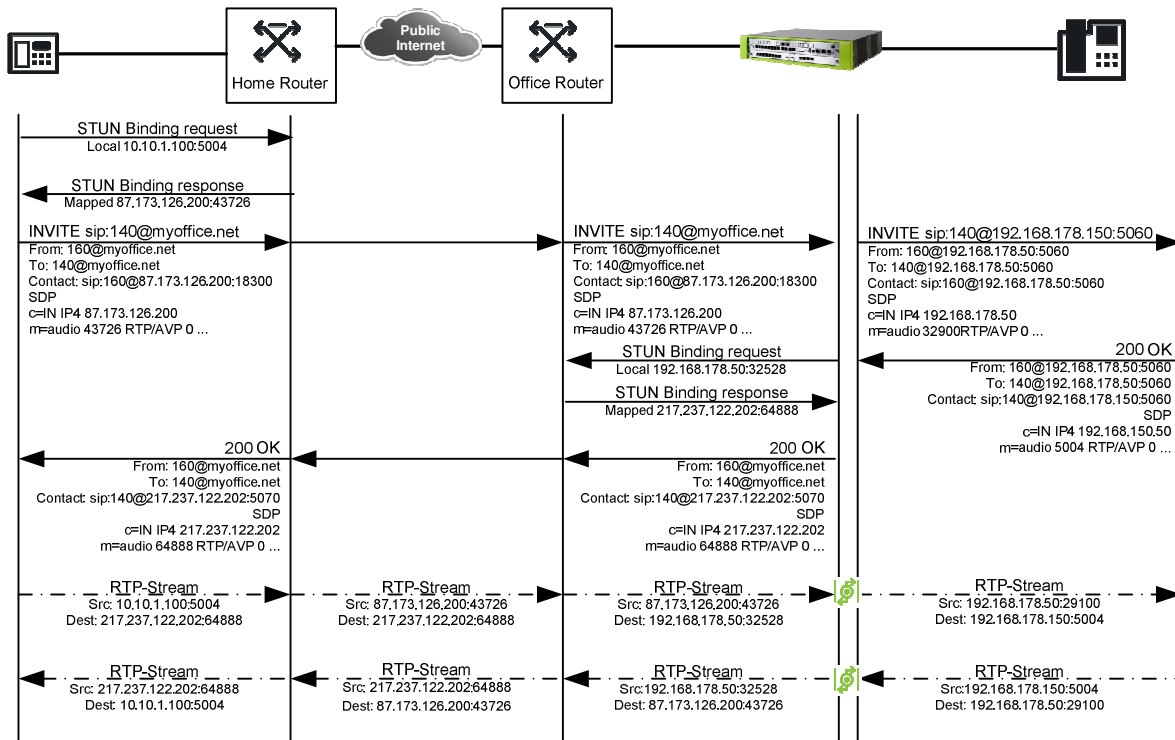 Public
Internet
Home Router
Office Router
STUN Binding request
Local 10.10.1.100:5004
STUN Binding response
Mapped 87.173.126.200:43726
INVITE sip:140@myoffice.net
From: 160@myoffice.net
To: 140@myoffice.net
Contact: sip:160@87.173.126.200:18300
SDP
c=IN IP4 87.173.126.200
m=audio 43726 RTP/AVP 0 ...
INVITE sip:140@myoffice.net
From: 160@myoffice.net
To: 140@myoffice.net
Contact: sip:160@87.173.126.200:18300
SDP
c=IN IP4 87.173.126.200
m=audio 43726 RTP/AVP 0 ...
INVITE sip:140@192.168.178.150:5060
From: 160@192.168.178.50:5060
To: 140@192.168.178.50:5060
Contact: sip:160@192.168.178.50:5060
SDP
c=IN IP4 192.168.178.50
m=audio 32900RTP/AVP 0 ...
STUN Binding request
Local 192.168.178.50:32528
STUN Binding response
Mapped 217.237.122.202:64888
200 OK
From: 160@192.168.178.50:5060
To: 140@192.168.178.50:5060
Contact: sip:140@192.168.178.150:5060
SDP
c=IN IP4 192.168.150.50
m=audio 5004 RTP/AVP 0 ...
200 OK
From: 160@myoffice.net
To: 140@myoffice.net
Contact: sip:140@217.237.122.202:5070
SDP
c=IN IP4 217.237.122.202
m=audio 64888 RTP/AVP 0 ...
200 OK
From: 160@myoffice.net
To: 140@myoffice.net
Contact: sip:140@217.237.122.202:5070
SDP
c=IN IP4 217.237.122.202
m=audio 64888 RTP/AVP 0 ...
RTP-Stream
Src: 10.10.1.100:5004
Dest: 217.237.122.202:64888
RTP-Stream
Src: 87.173.126.200:43726
Dest: 217.237.122.202:64888
RTP-Stream
Src: 87.173.126.200:43726
Dest: 192.168.178.50:32528
RTP-Stream
Src: 192.168.178.50:29100
Dest: 192.168.178.150:5004
RTP-Stream
Src: 217.237.122.202:64888
Dest: 10.10.1.100:5004
RTP-Stream
Src: 217.237.122.202:64888
Dest: 87.173.126.200:43726
RTP-Stream
Src:192.168.178.50:32528
Dest: 87.173.126.200:43726
RTP-Stream
Src:192.168.178.150:5004
Dest: 192.168.178.50:29100